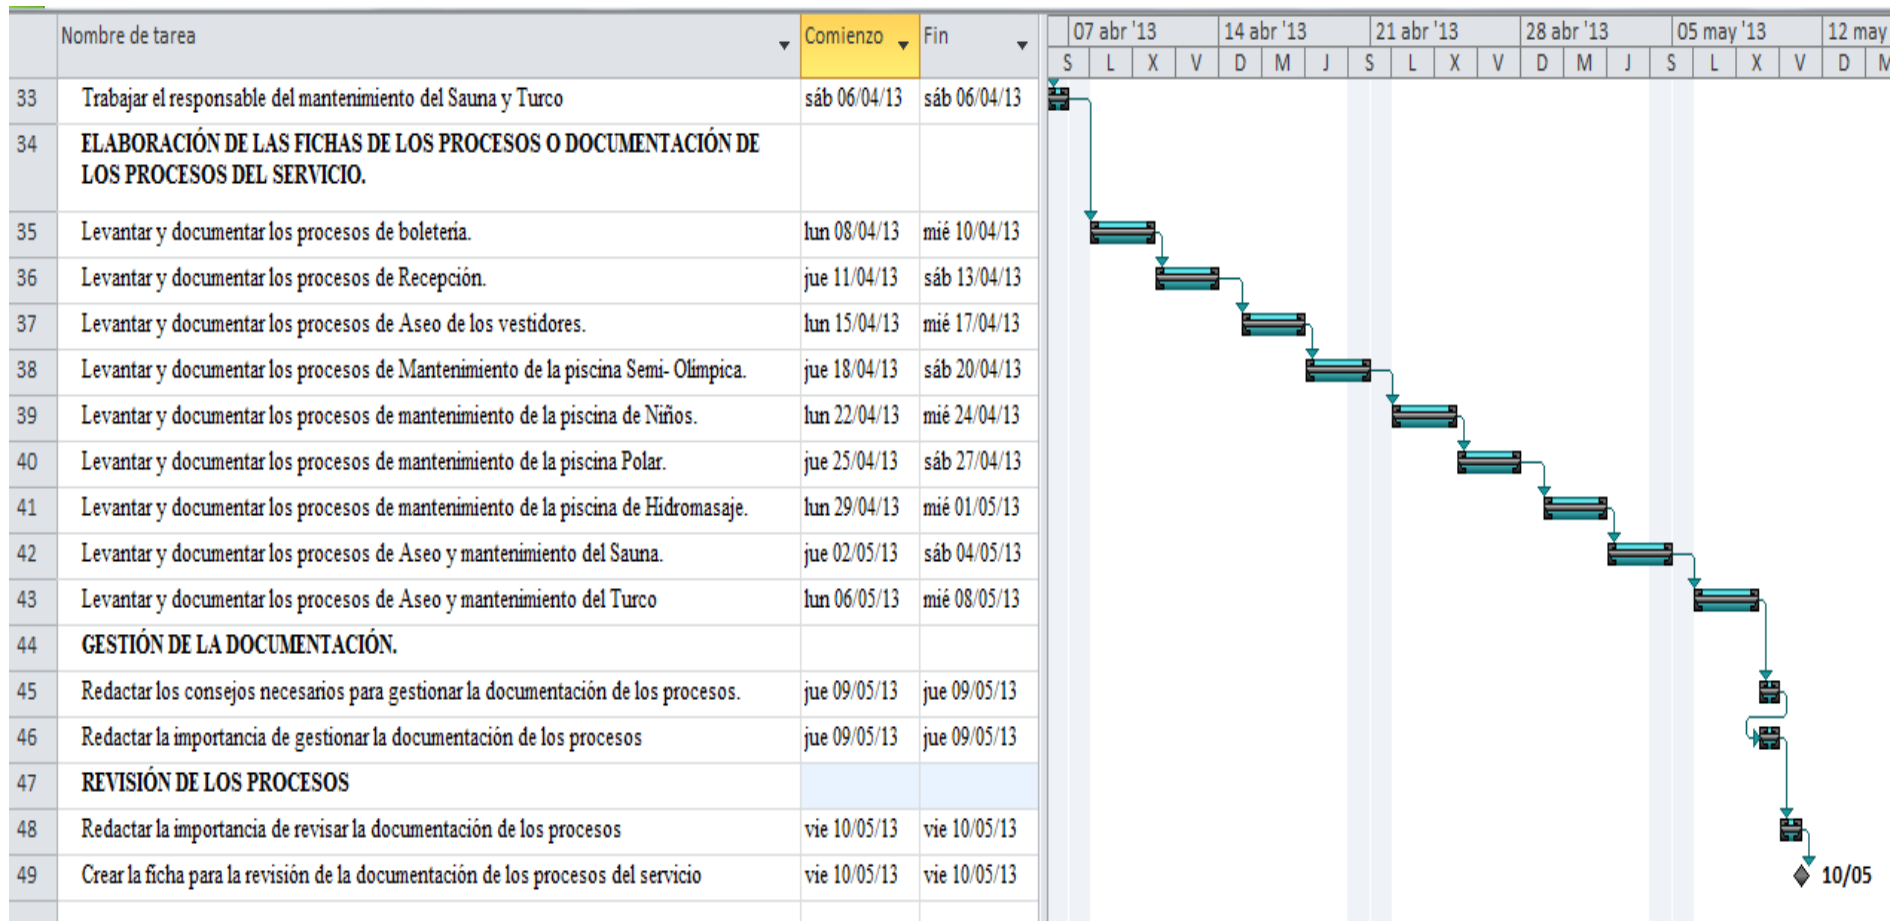 Nombre de tarea Comienzo Fin 07 abr '13 14 abr '13 21 abr '13 28 abr '13 05 may '13 12 may
S L X V D M J S L X V D M J S L X V D M
33 Trabajar el responsable del mantenimiento del Sauna y Turco sáb 06/04/13 sáb 06/04/13
34 ELABORACIÓN DE LAS FICHAS DE LOS PROCESOS O DOCUMENTACIÓN DE
LOS PROCESOS DEL SERVICIO.
35 Levantar y documentar los procesos de boletería. lun 08/04/13 mié 10/04/13
36 Levantar y documentar los procesos de Recepción. jue 11/04/13 sáb 13/04/13
37 Levantar y documentar los procesos de Aseo de los vestidores. lun 15/04/13 mié 17/04/13
38 Levantar y documentar los procesos de Mantenimiento de la piscina Semi- Olímpica. jue 18/04/13 sáb 20/04/13
39 Levantar y documentar los procesos de mantenimiento de la piscina de Niños. lun 22/04/13 mié 24/04/13
40 Levantar y documentar los procesos de mantenimiento de la piscina Polar. jue 25/04/13 sáb 27/04/13
41 Levantar y documentar los procesos de mantenimiento de la piscina de Hidromasaje. lun 29/04/13 mié 01/05/13
42 Levantar y documentar los procesos de Aseo y mantenimiento del Sauna. jue 02/05/13 sáb 04/05/13
43 Levantar y documentar los procesos de Aseo y mantenimiento del Turco lun 06/05/13 mié 08/05/13
44 GESTIÓN DE LA DOCUMENTACIÓN.
45 Redactar los consejos necesarios para gestionar la documentación de los procesos. jue 09/05/13 jue 09/05/13
46 Redactar la importancia de gestionar la documentación de los procesos jue 09/05/13 jue 09/05/13
47 REVISIÓN DE LOS PROCESOS
48 Redactar la importancia de revisar la documentación de los procesos vie 10/05/13 vie 10/05/13
49 Crear la ficha para la revisión de la documentación de los procesos del servicio vie 10/05/13 vie 10/05/13 10/05